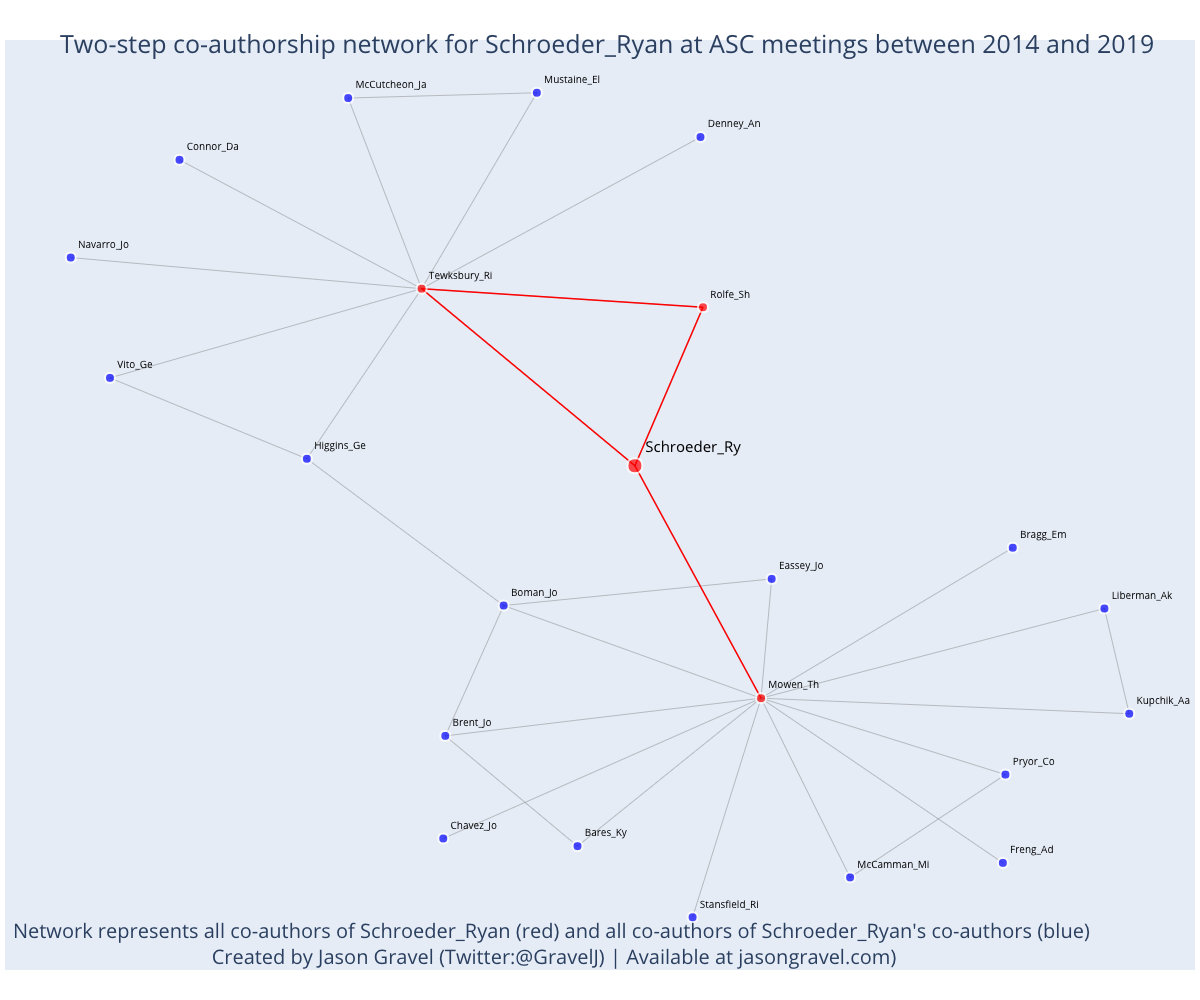 Two-step co-authorship network for Schroeder_Ryan at ASC meetings between 2014 and 2019
McCutcheon_Ja
Mustaine_El
Denney_An
Connor_Da
Navarro_Jo
Tewksbury_Ri
Rolfe_Sh
Vito_Ge
Higgins_Ge
Schroeder_Ry
Bragg_Em
Eassey_Jo
Boman_Jo
Liberman_Ak
Mowen_Th
Kupchik_Aa
Brent_Jo
Pryor_Co
Chavez_Jo
Bares_Ky
Freng_Ad
McCamman_Mi
Stansfield_Ri
Network represents all co-authors of Schroeder_Ryan (red) and all co-authors of Schroeder_Ryan's co-authors (blue)
Created by Jason Gravel (Twitter:@GravelJ) | Available at jasongravel.com)